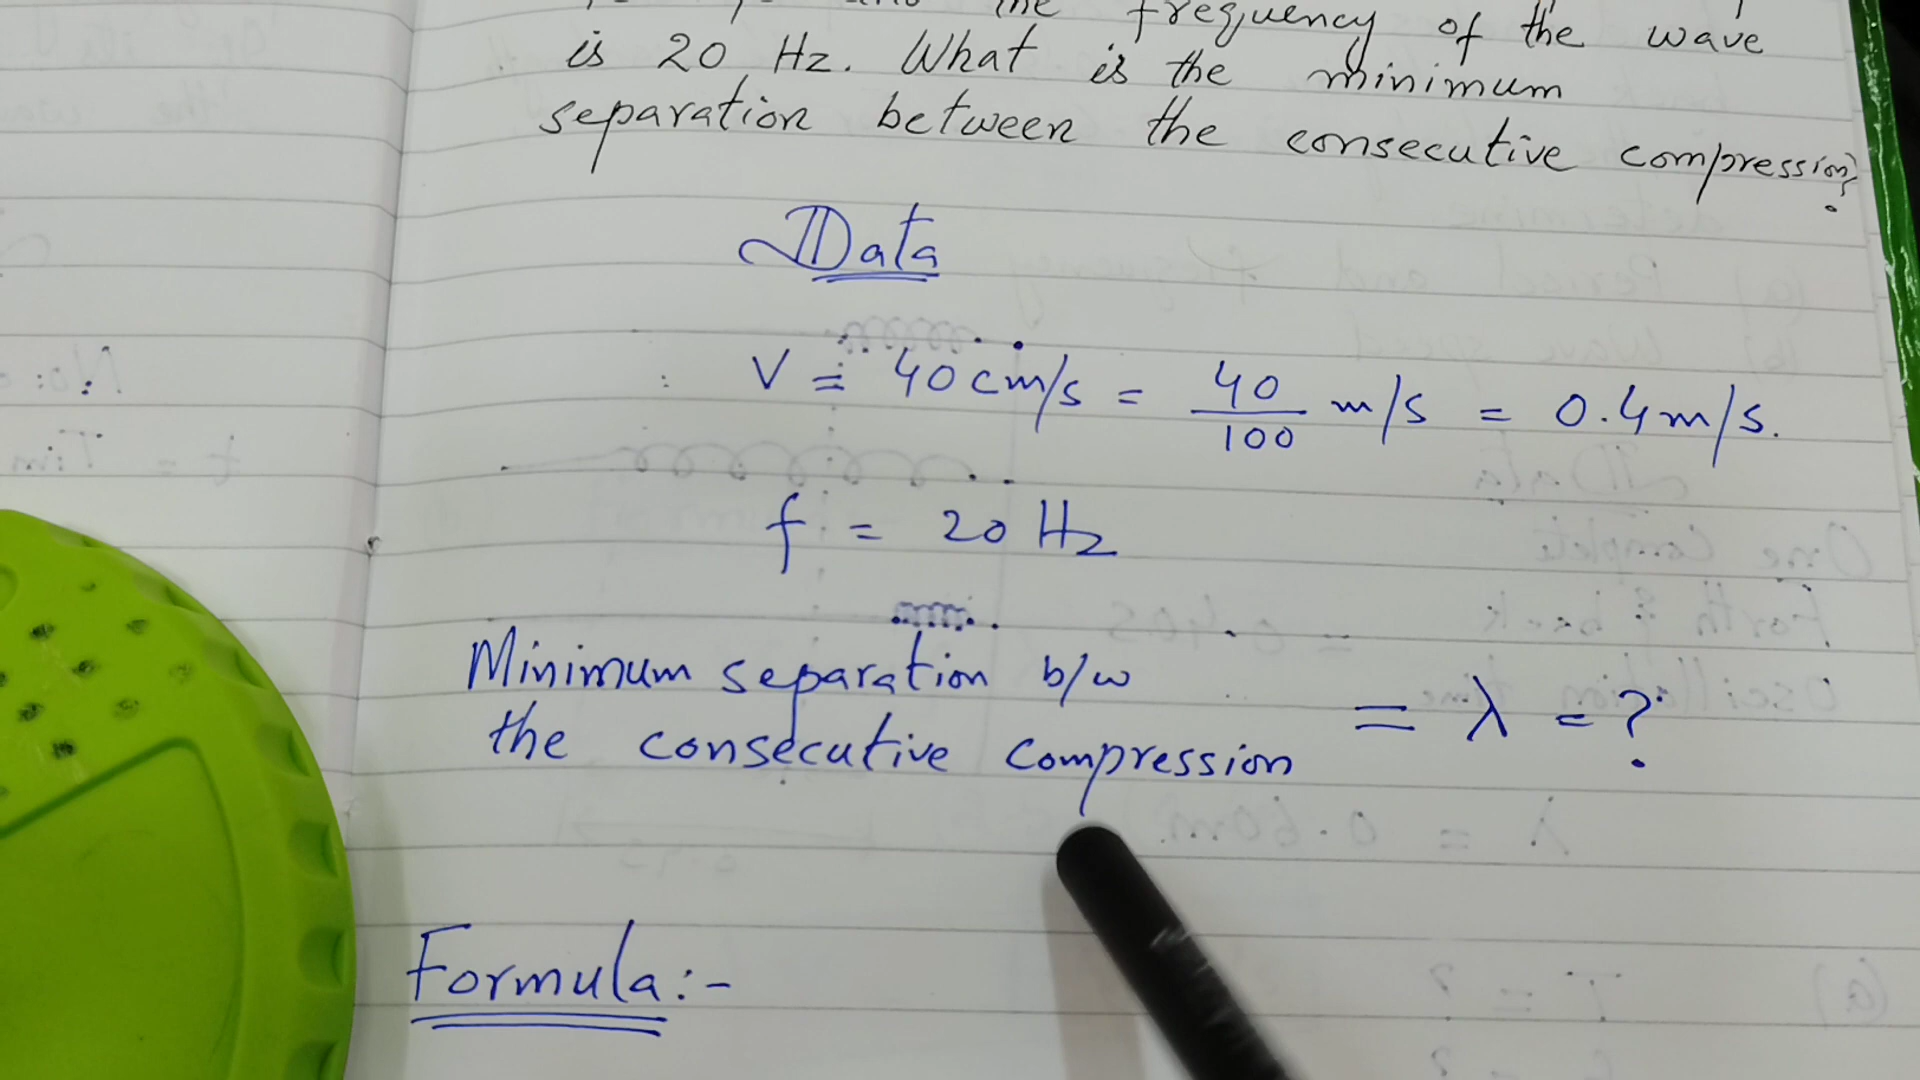 the frequency of the wave
is 20 Hz. What is the minimum
separation between the consecutive compression?
Data
V = 40 cm/s = 40/100 m/s = 0.4 m/s.
f = 20 Hz
Minimum separation b/w
the consecutive compression = λ = ?
Formula:-